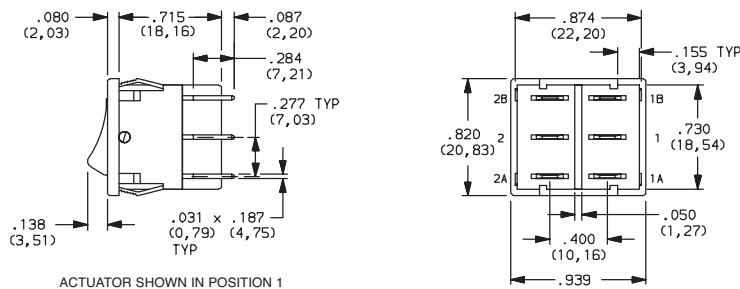 .080
(2,03)
.715
(18,16)
.087
(2,20)
.284
(7,21)
.277 TYP
(7,03)
.138
(3,51)
.031 x .187
(0,79) (4,75)
TYP
ACTUATOR SHOWN IN POSITION 1
.874
(22,20)
.155 TYP
(3,94)
2B
1B
.820
(20,83)
2
1
.730
(18,54)
2A
1A
.050
(1,27)
.400
(10,16)
.939